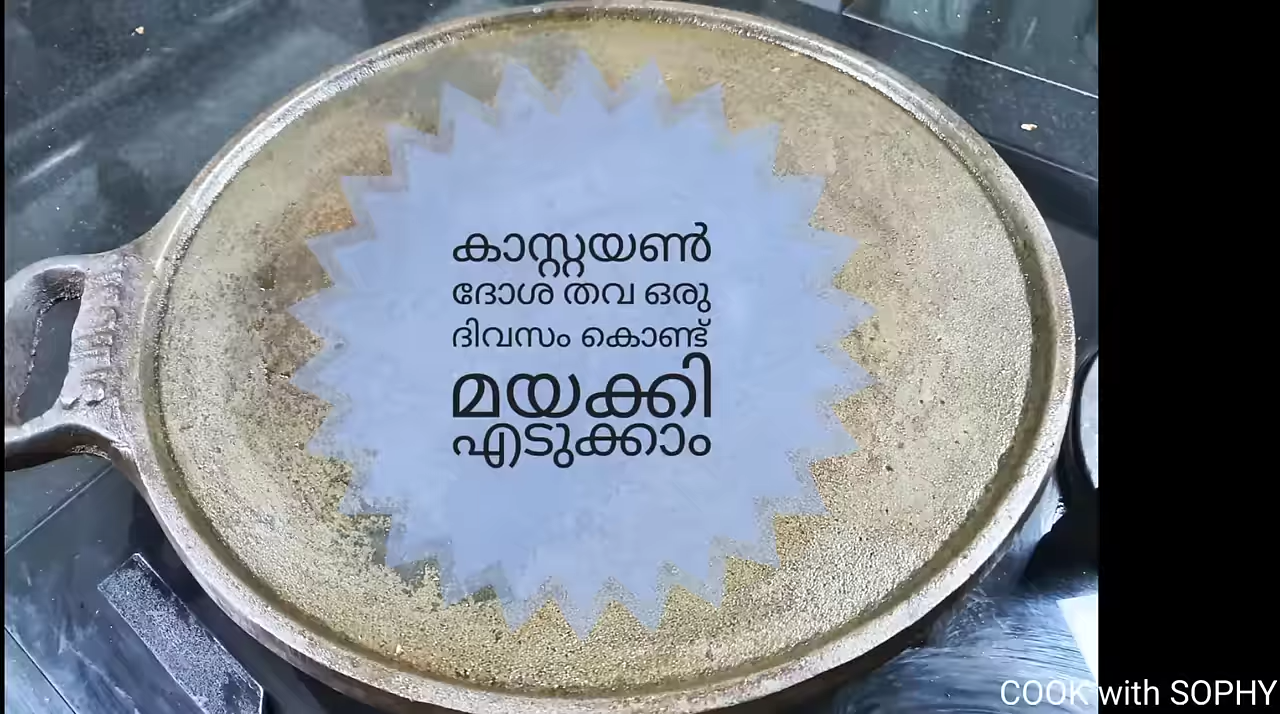 കാസ്റ്റയൺ
ദോശ തവ ഒരു
ദിവസം കൊണ്ട്
മയക്കി
എടുക്കാം
COOK with SOPHY